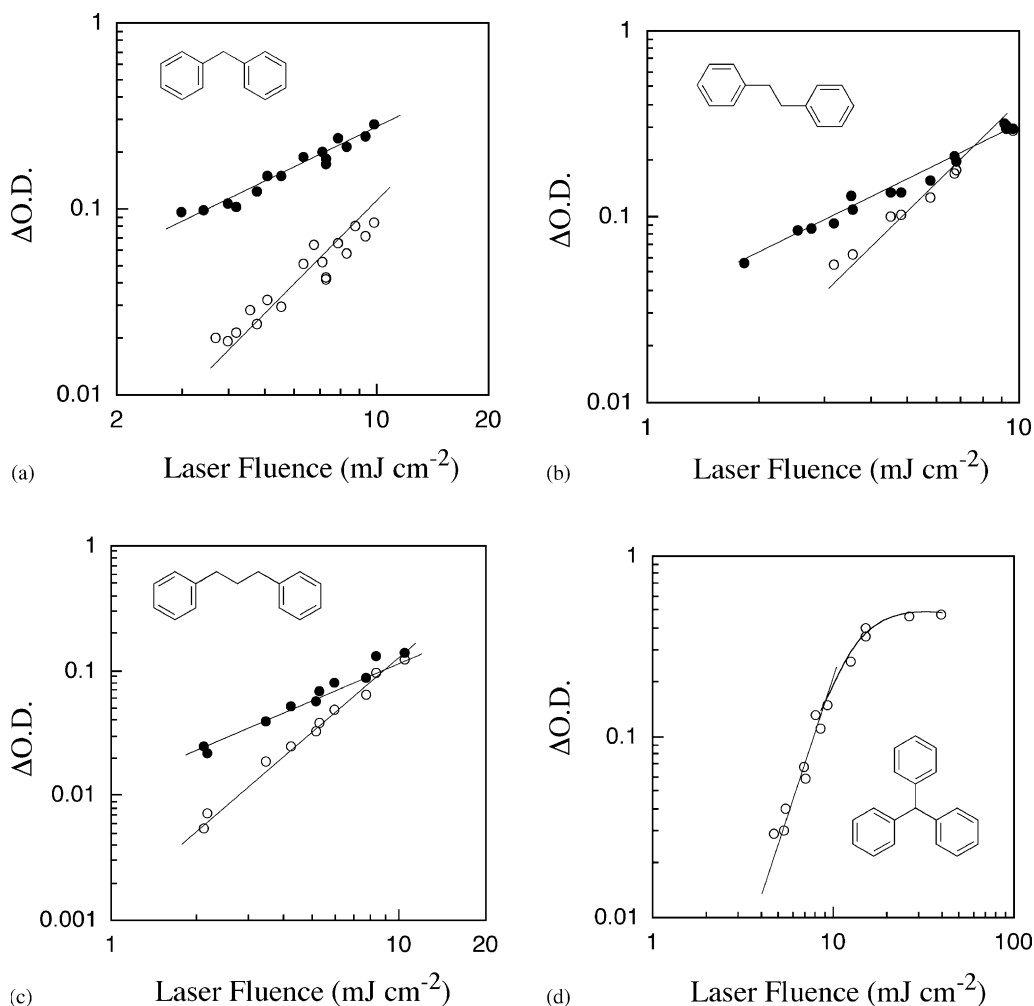 1
0.1
0.01
ΔO.D.
2
10
20
Laser Fluence (mJ cm-2)
(a)
1
0.1
0.01
ΔO.D.
1
10
Laser Fluence (mJ cm-2)
(b)
1
0.1
0.01
0.001
ΔO.D.
1
10
20
Laser Fluence (mJ cm-2)
(c)
1
0.1
0.01
ΔO.D.
1
10
100
Laser Fluence (mJ cm-2)
(d)